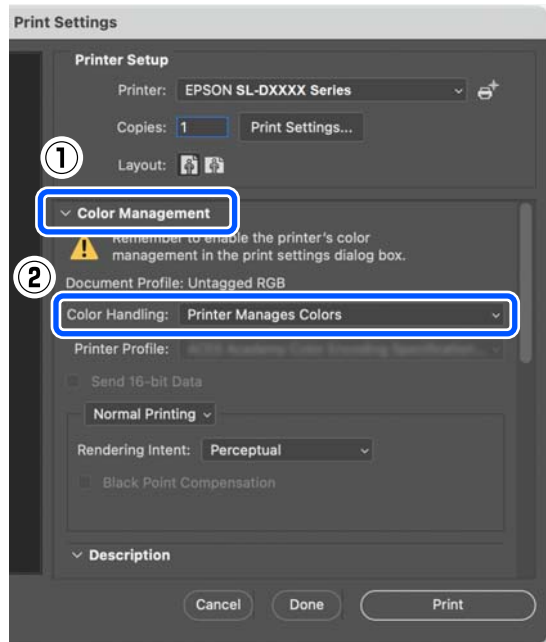 Print Settings
Printer Setup
Printer: EPSON SL-DXXXX Series
Copies: 1 Print Settings...
①
Layout:
Color Management
Remember to enable the printer's color
management in the print settings dialog box.
②
Document Profile: Untagged RGB
Color Handling: Printer Manages Colors
Printer Profile:
Send 16-bit Data
Normal Printing
Rendering Intent: Perceptual
Black Point Compensation
Description
Cancel Done Print